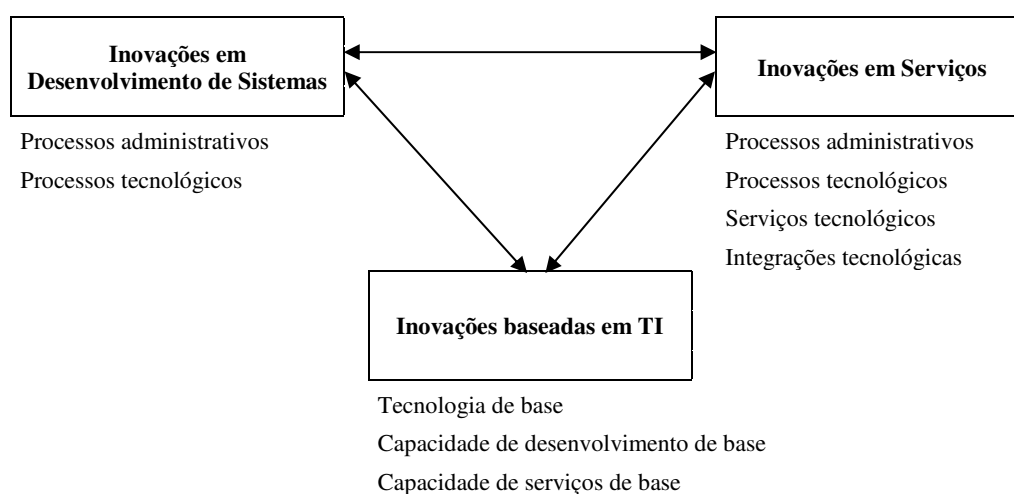 Inovações em
Desenvolvimento de Sistemas
Processos administrativos
Processos tecnológicos
Inovações em Serviços
Processos administrativos
Processos tecnológicos
Serviços tecnológicos
Integrações tecnológicas
Inovações baseadas em TI
Tecnologia de base
Capacidade de desenvolvimento de base
Capacidade de serviços de base